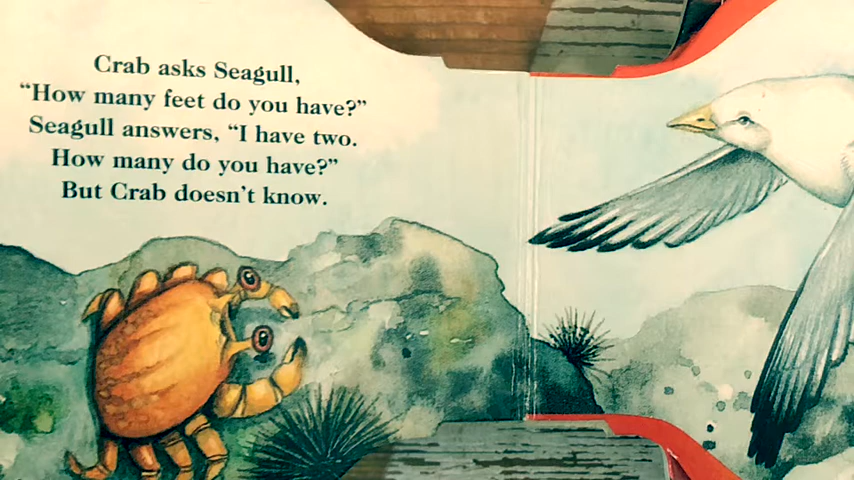 Crab asks Seagull,
“How many feet do you have?”
Seagull answers, “I have two.
How many do you have?”
But Crab doesn’t know.